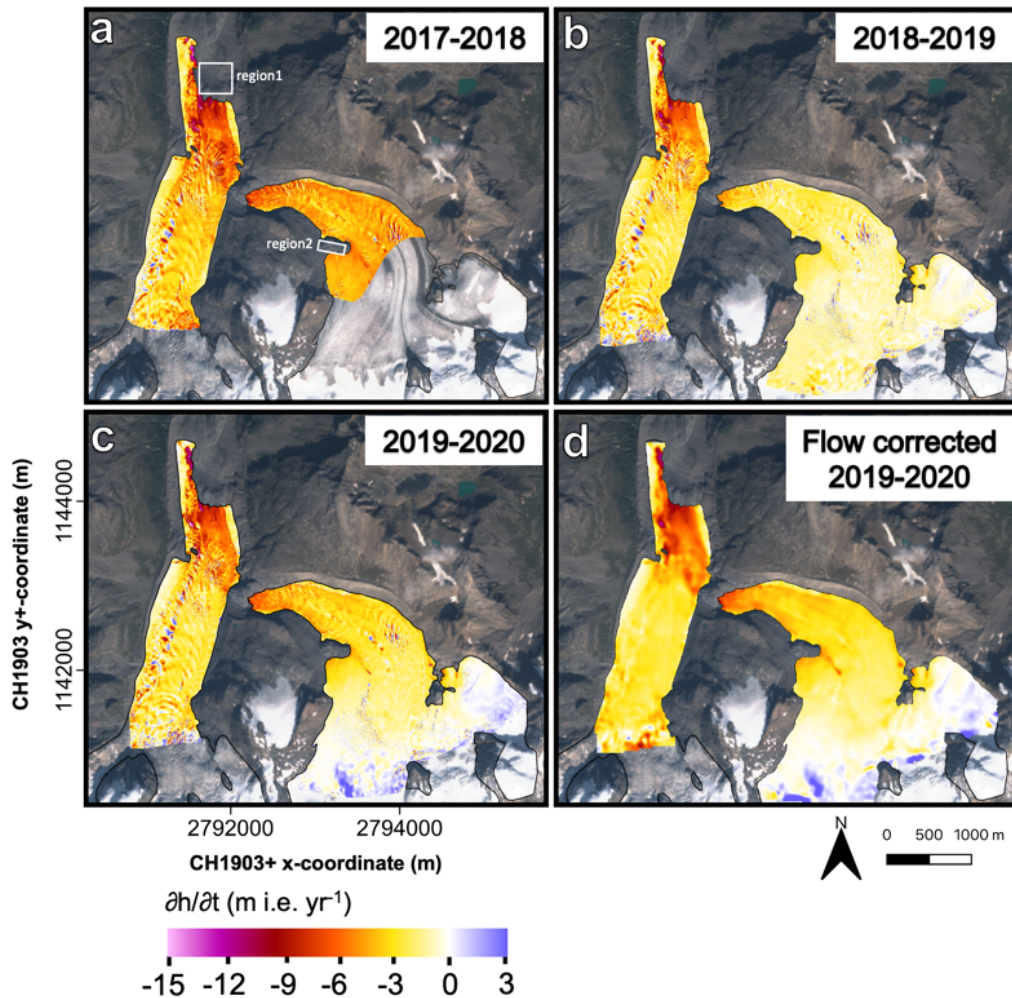 a
2017-2018
region1
region2
b
2018-2019
c
2019-2020
d
Flow corrected
2019-2020
CH1903 y+-coordinate (m)
1144000
1142000
2792000
2794000
CH1903+ x-coordinate (m)
N
0 500 1000 m
∂h/∂t (m i.e. yr⁻¹)
-15 -12 -9 -6 -3 0 3